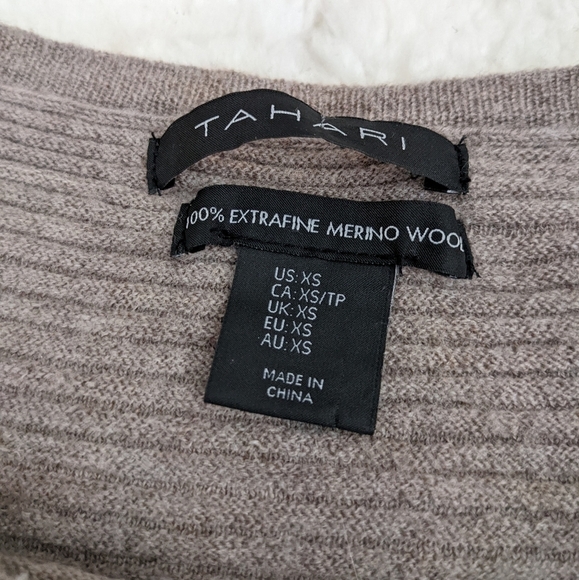 TAHARI
100% EXTRAFINE MERINO WOOL
US: XS
CA: XS/TP
UK: XS
EU: XS
AU: XS
MADE IN
CHINA